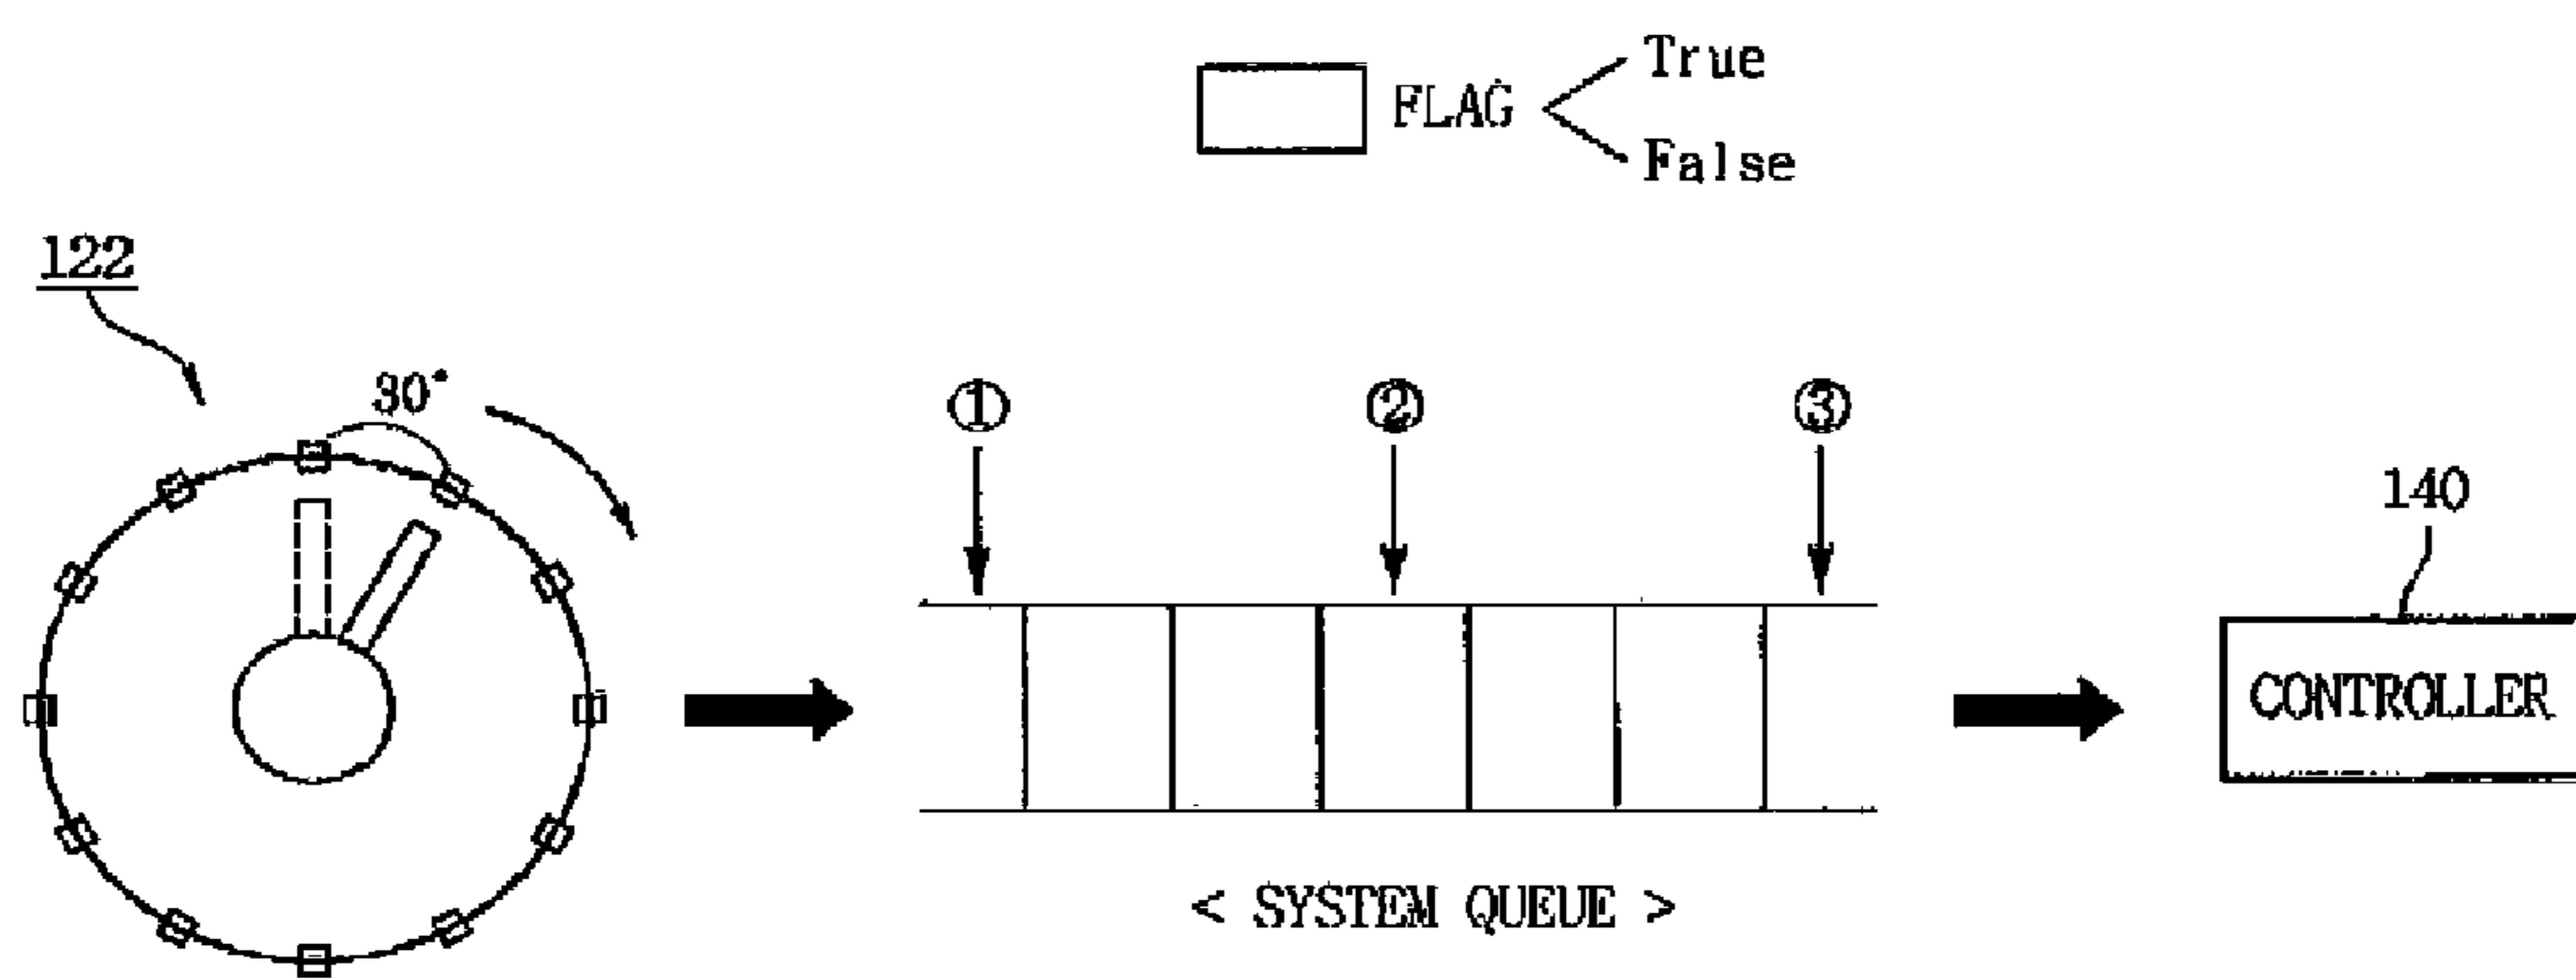 True
FLAG
False
122
30°
① ② ③
140
CONTROLLER
< SYSTEM QUEUE >